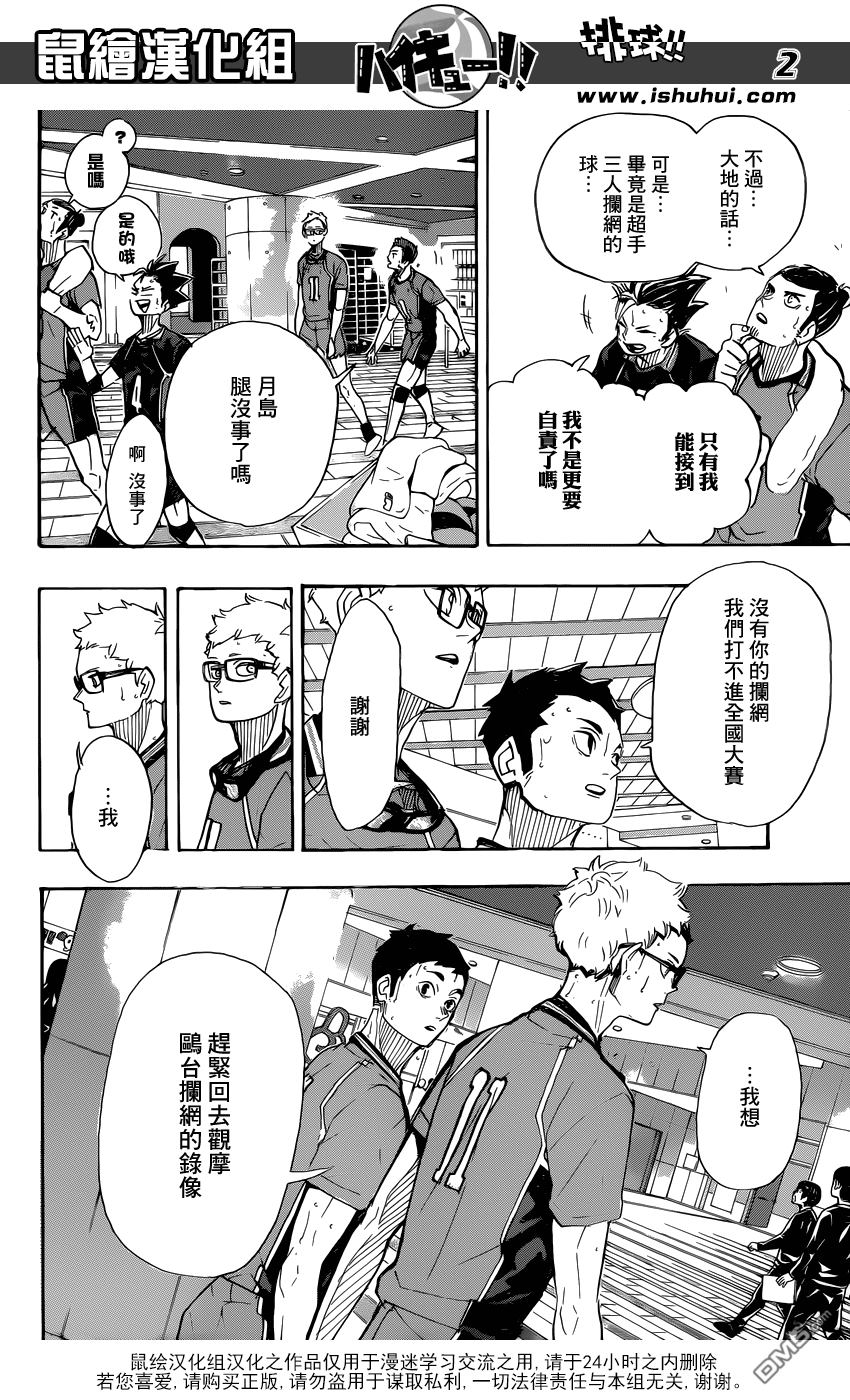 鼠繪漢化組
ハイキュー!!
排球!!
2
www.ishuhui.com
不過…
大地的話…
可是…
畢竟是超手
三人攔網的
球…
只有我
能接到
我不是更要
自責了嗎
?
是嗎
是的哦
月島
腿沒事了嗎
啊 沒事了
沒有你的攔網
我們打不進全國大賽
謝謝
…我
…我想
趕緊回去觀摩
鷗台攔網的錄像
11
1
4
11
鼠绘汉化组汉化之作品仅用于漫迷学习交流之用, 请于24小时之内删除
若您喜爱, 请购买正版, 请勿盗用于谋取私利, 一切法律责任与本组无关, 谢谢.
DM5.com